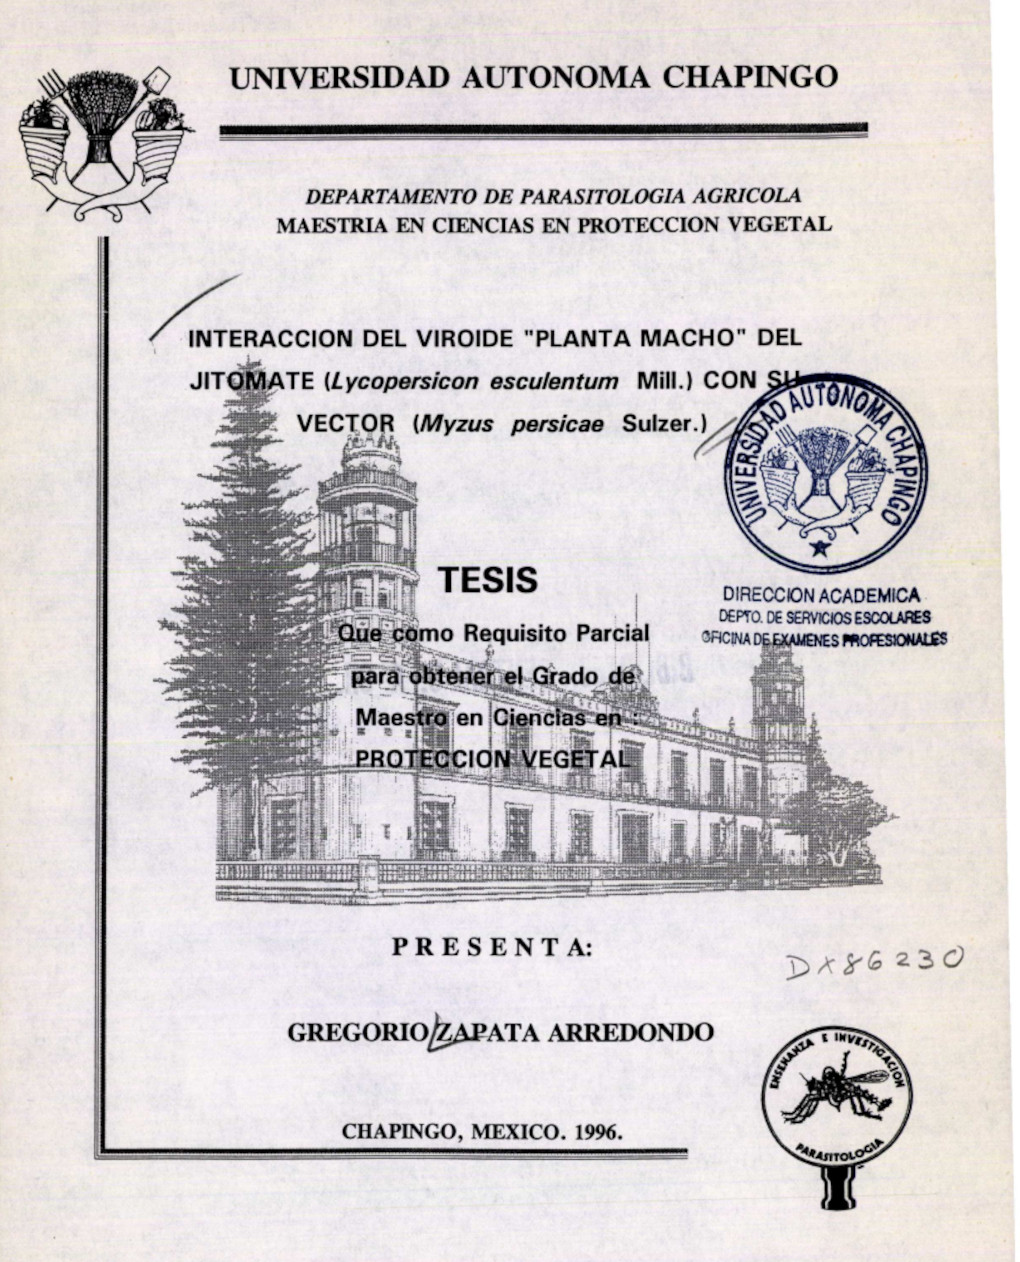 UNIVERSIDAD AUTONOMA CHAPINGO
DEPARTAMENTO DE PARASITOLOGIA AGRICOLA
MAESTRIA EN CIENCIAS EN PROTECCION VEGETAL
INTERACCION DEL VIROIDE "PLANTA MACHO" DEL
JITOMATE (Lycopersicon esculentum Mill.) CON SU
VECTOR (Myzus persicae Sulzer.)
UNIVERSIDAD AUTONOMA CHAPINGO
TESIS
DIRECCION ACADEMICA
DEPTO. DE SERVICIOS ESCOLARES
OFICINA DE EXAMENES PROFESIONALES
Que como Requisito Parcial
para obtener el Grado de
Maestro en Ciencias en :
PROTECCION VEGETAL
P R E S E N T A:
DX86230
GREGORIO ZAPATA ARREDONDO
ENSEÑANZA E INVESTIGACION
PARASITOLOGIA
CHAPINGO, MEXICO. 1996.